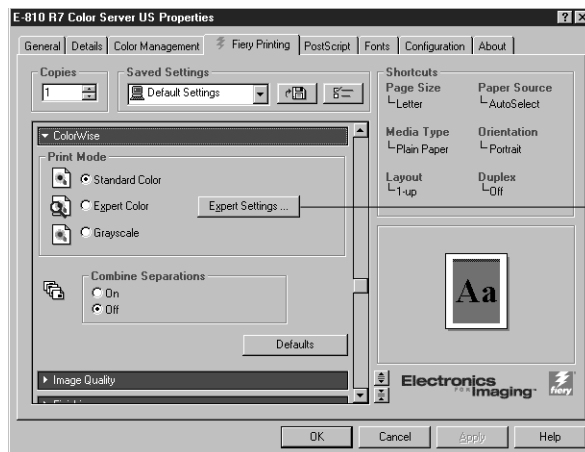 E-810 R7 Color Server US Properties
General Details Color Management Fiery Printing PostScript Fonts Configuration About
Copies
1
Saved Settings
Default Settings
ColorWise
Print Mode
Standard Color
Expert Color
Expert Settings ...
Grayscale
Combine Separations
On
Off
Defaults
Image Quality
Shortcuts
Page Size
Letter
Paper Source
AutoSelect
Media Type
Plain Paper
Orientation
Portrait
Layout
1-up
Duplex
Off
Aa
Electronics
FOR Imaging
fiery
OK Cancel Apply Help